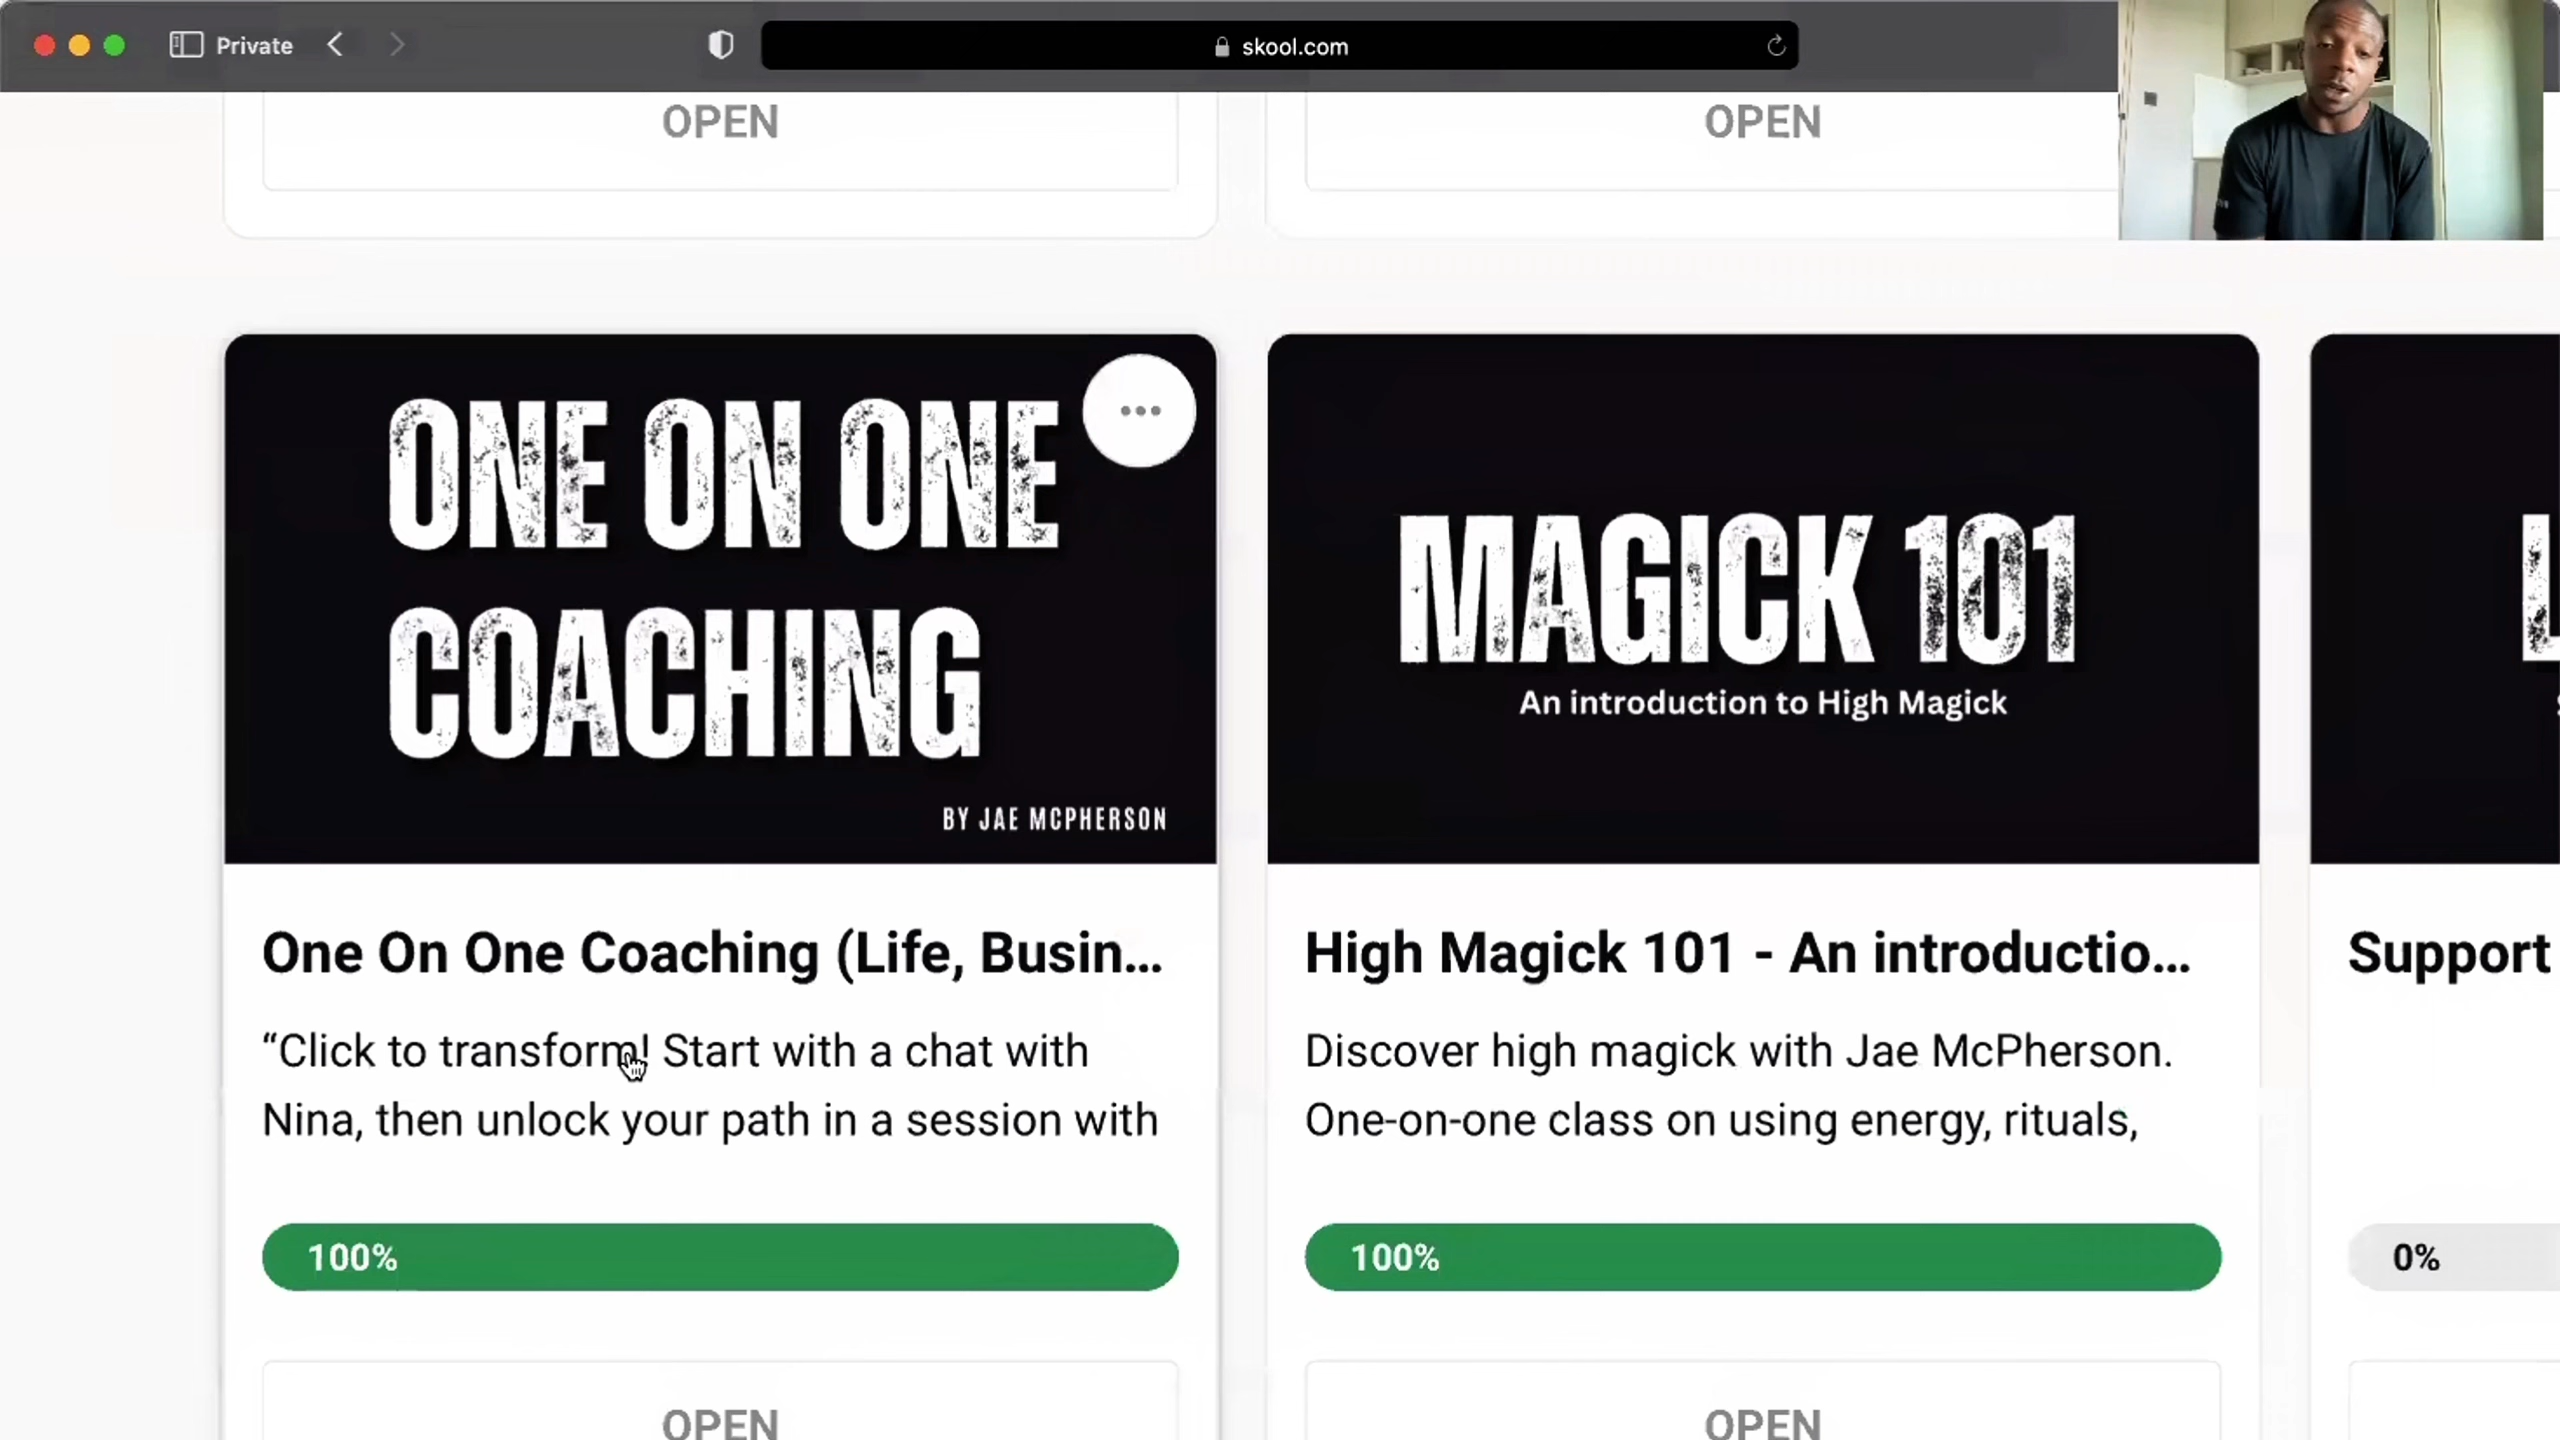 Private
skool.com
OPEN
OPEN
ONE ON ONE
COACHING
BY JAE MCPHERSON
MAGICK 101
An introduction to High Magick
L
One On One Coaching (Life, Busin...
“Click to transform! Start with a chat with
Nina, then unlock your path in a session with
100%
OPEN
High Magick 101 - An introductio...
Discover high magick with Jae McPherson.
One-on-one class on using energy, rituals,
100%
OPEN
Support
0%